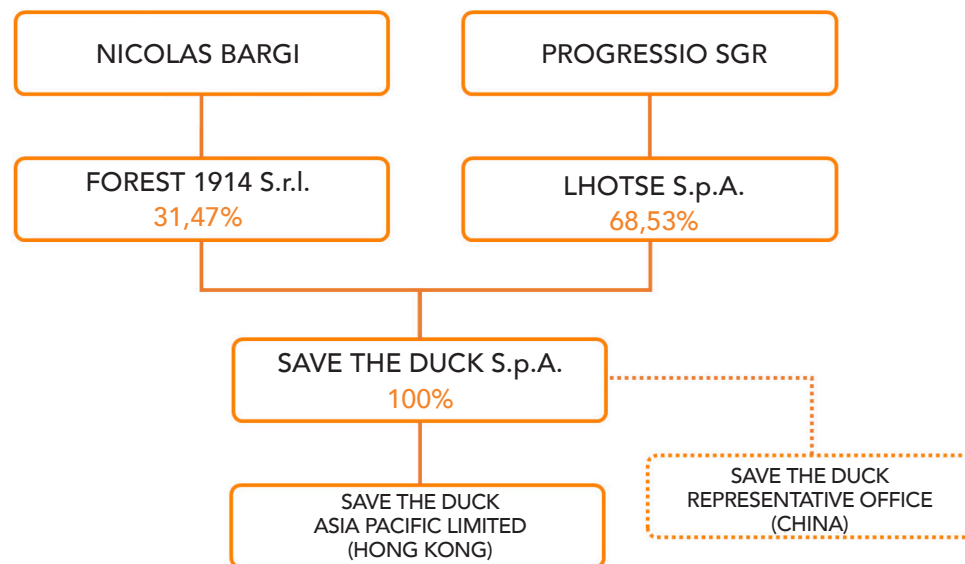 NICOLAS BARGI
PROGRESSIO SGR
FOREST 1914 S.r.l.
31,47%
LHOTSE S.p.A.
68,53%
SAVE THE DUCK S.p.A.
100%
SAVE THE DUCK
ASIA PACIFIC LIMITED
(HONG KONG)
SAVE THE DUCK
REPRESENTATIVE OFFICE
(CHINA)